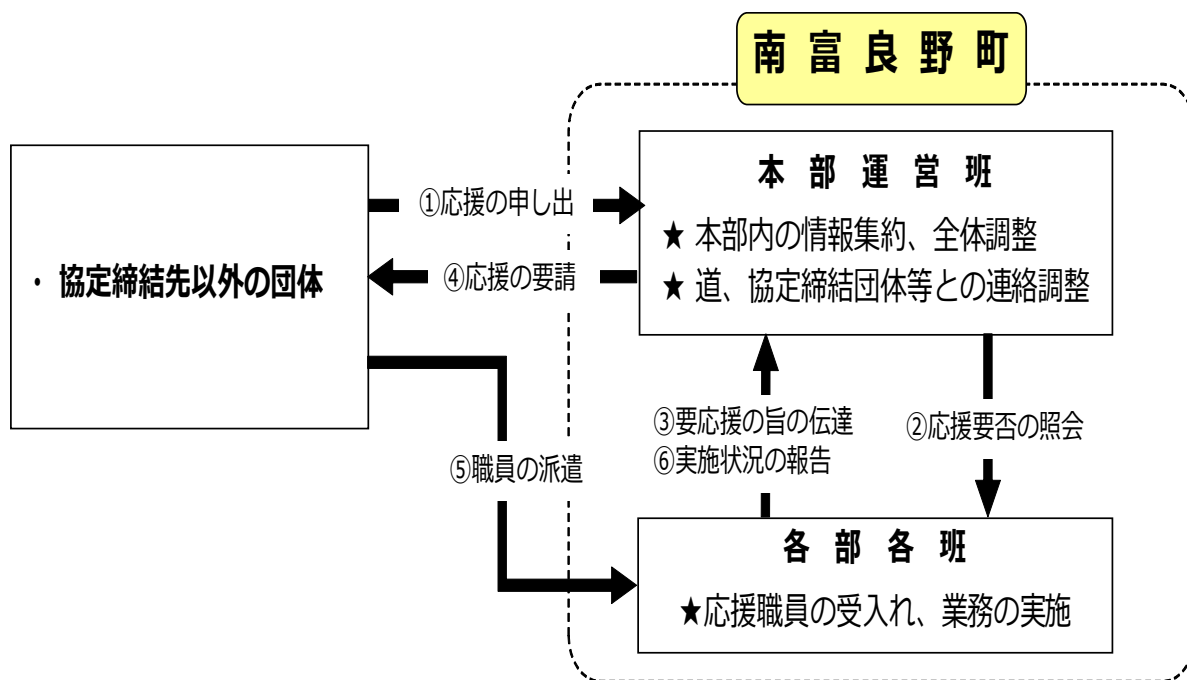 南富良野町
・ 協定締結先以外の団体
①応援の申し出
④応援の要請
⑤職員の派遣
本部運営班
★ 本部内の情報集約、全体調整
★ 道、協定締結団体等との連絡調整
③要応援の旨の伝達
⑥実施状況の報告
②応援要否の照会
各部各班
★応援職員の受入れ、業務の実施